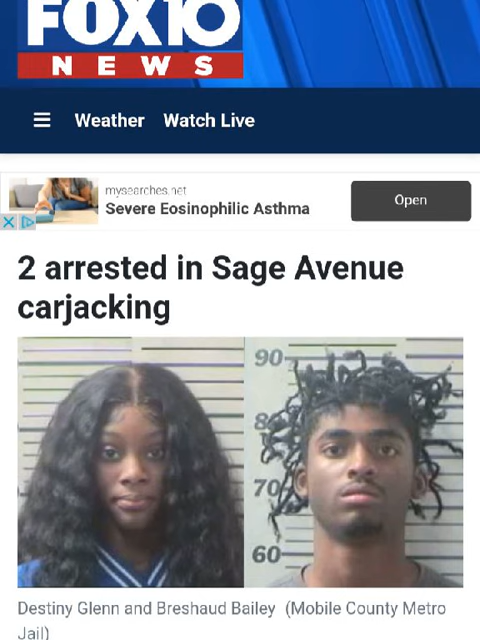 FOX10
NEWS
Weather Watch Live
mysearches.net
Severe Eosinophilic Asthma
Open
2 arrested in Sage Avenue
carjacking
90
80
70
60
Destiny Glenn and Breshaud Bailey (Mobile County Metro
Jail)